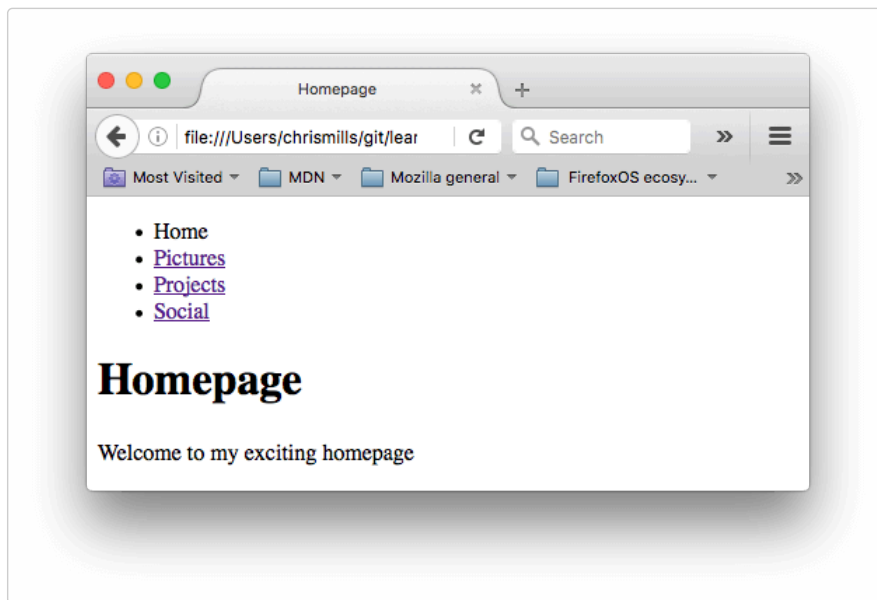 Homepage
file:///Users/chrismills/git/lear
Search
Most Visited MDN Mozilla general FirefoxOS ecosy...
Home
Pictures
Projects
Social
Homepage
Welcome to my exciting homepage